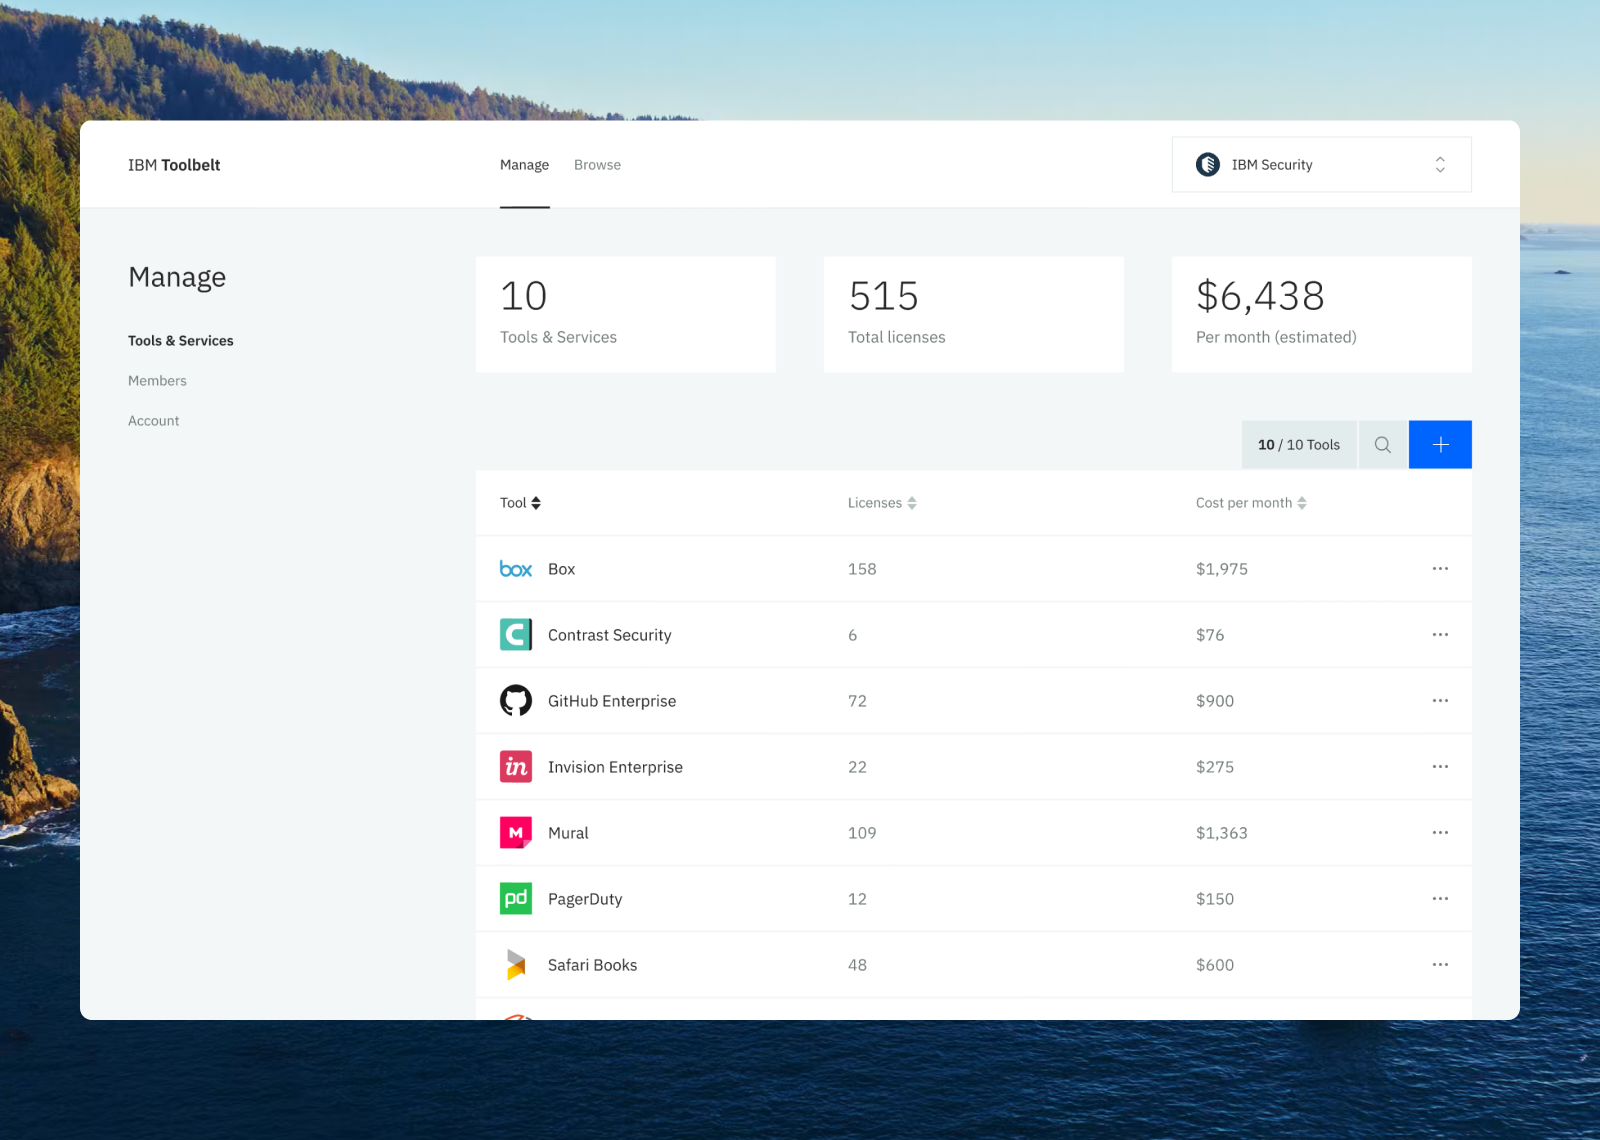 IBM Toolbelt
Manage
Browse
IBM Security
Manage
Tools & Services
Members
Account
10
Tools & Services
515
Total licenses
$6,438
Per month (estimated)
10 / 10 Tools
Tool
Licenses
Cost per month
box Box 158 $1,975
C Contrast Security 6 $76
GitHub Enterprise 72 $900
in Invision Enterprise 22 $275
M Mural 109 $1,363
pd PagerDuty 12 $150
Safari Books 48 $600